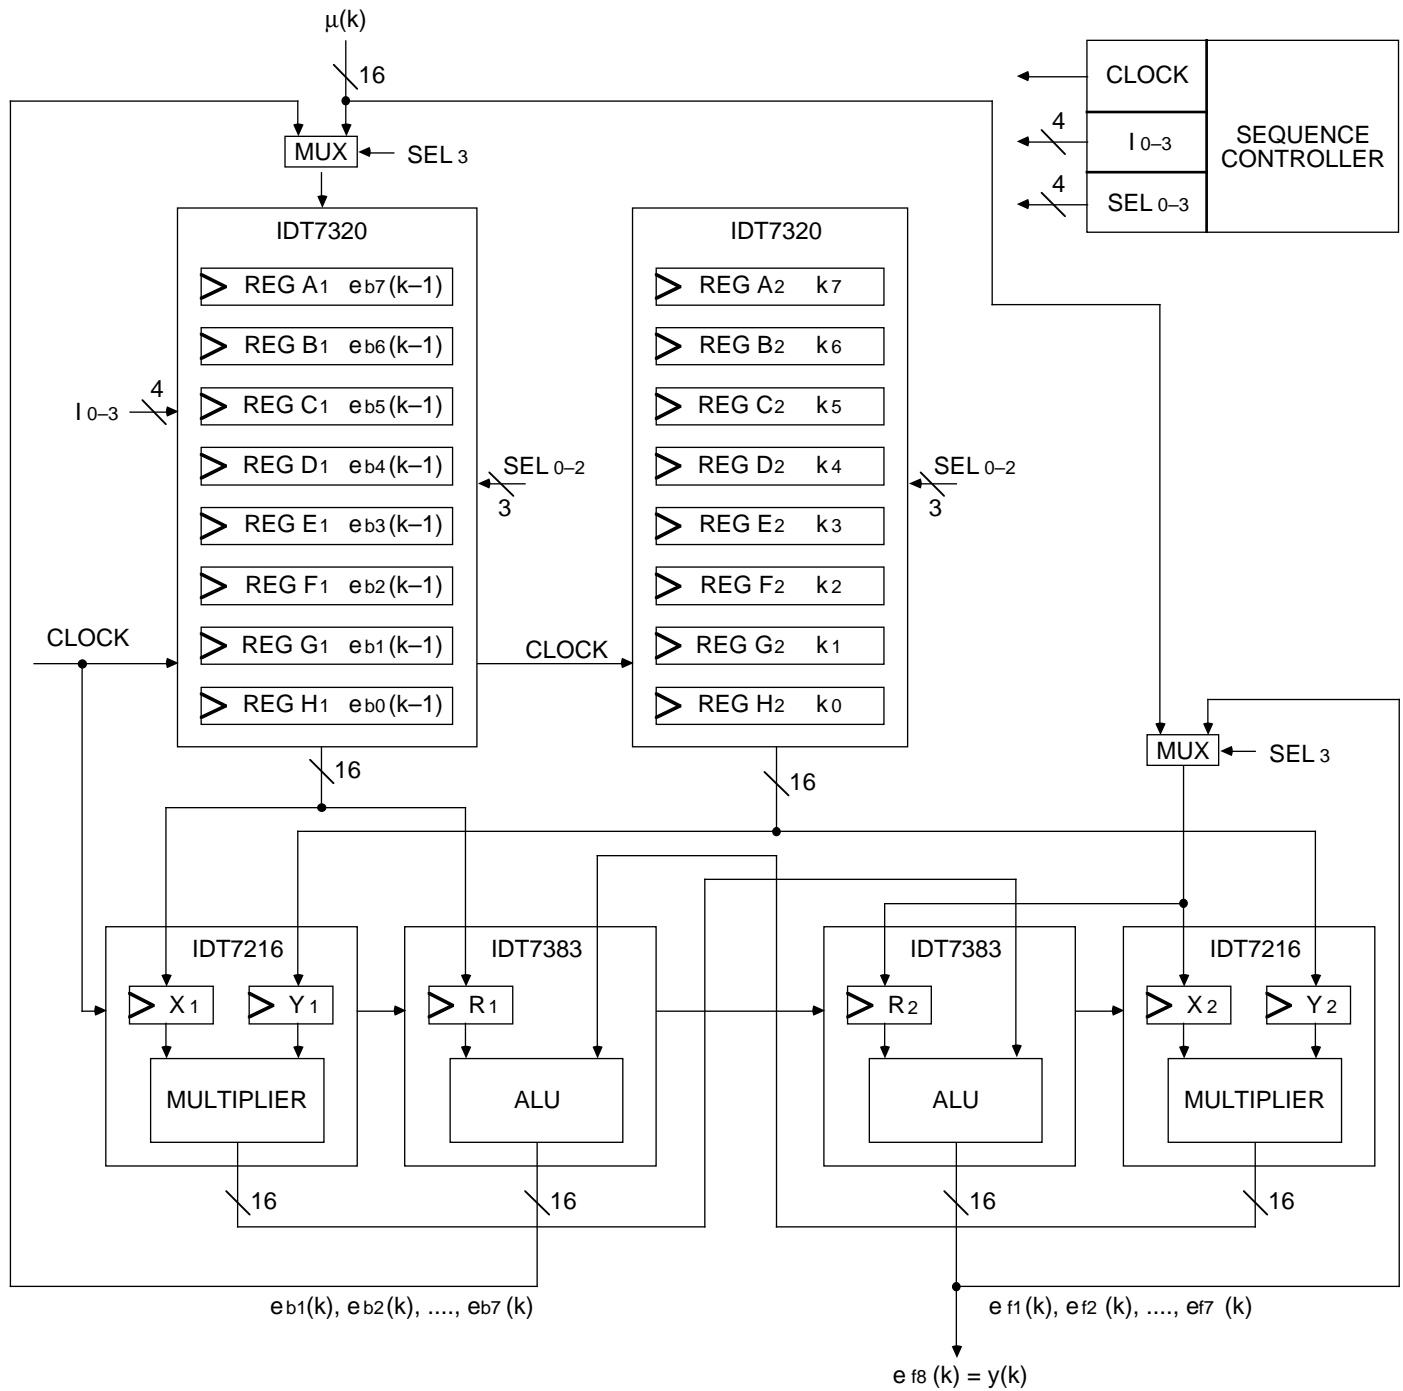 μ(k)
16
MUX
SEL 3
CLOCK
4
I 0–3
4
SEL 0–3
SEQUENCE
CONTROLLER
IDT7320
REG A1 eb7(k–1)
REG B1 eb6(k–1)
REG C1 eb5(k–1)
REG D1 eb4(k–1)
REG E1 eb3(k–1)
REG F1 eb2(k–1)
REG G1 eb1(k–1)
REG H1 eb0(k–1)
I 0–3
4
SEL 0–2
3
CLOCK
16
IDT7320
REG A2 k7
REG B2 k6
REG C2 k5
REG D2 k4
REG E2 k3
REG F2 k2
REG G2 k1
REG H2 k0
SEL 0–2
3
CLOCK
16
MUX
SEL 3
IDT7216
X1
Y1
MULTIPLIER
16
IDT7383
R1
ALU
16
IDT7383
R2
ALU
16
IDT7216
X2
Y2
MULTIPLIER
16
eb1(k), eb2(k), ...., eb7 (k)
e f1(k), e f2 (k), ...., ef7 (k)
e f8 (k) = y(k)